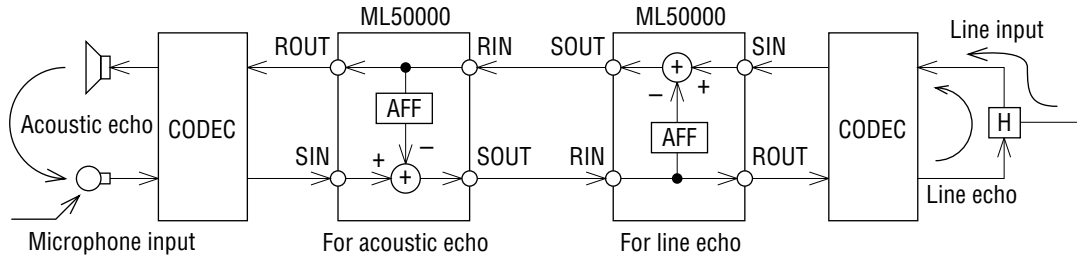 ML50000
ML50000
ROUT
RIN
SOUT
SIN
Line input
+
−
+
AFF
Acoustic echo
CODEC
AFF
CODEC
H
−
SIN
+
+
SOUT
RIN
ROUT
Line echo
Microphone input
For acoustic echo
For line echo